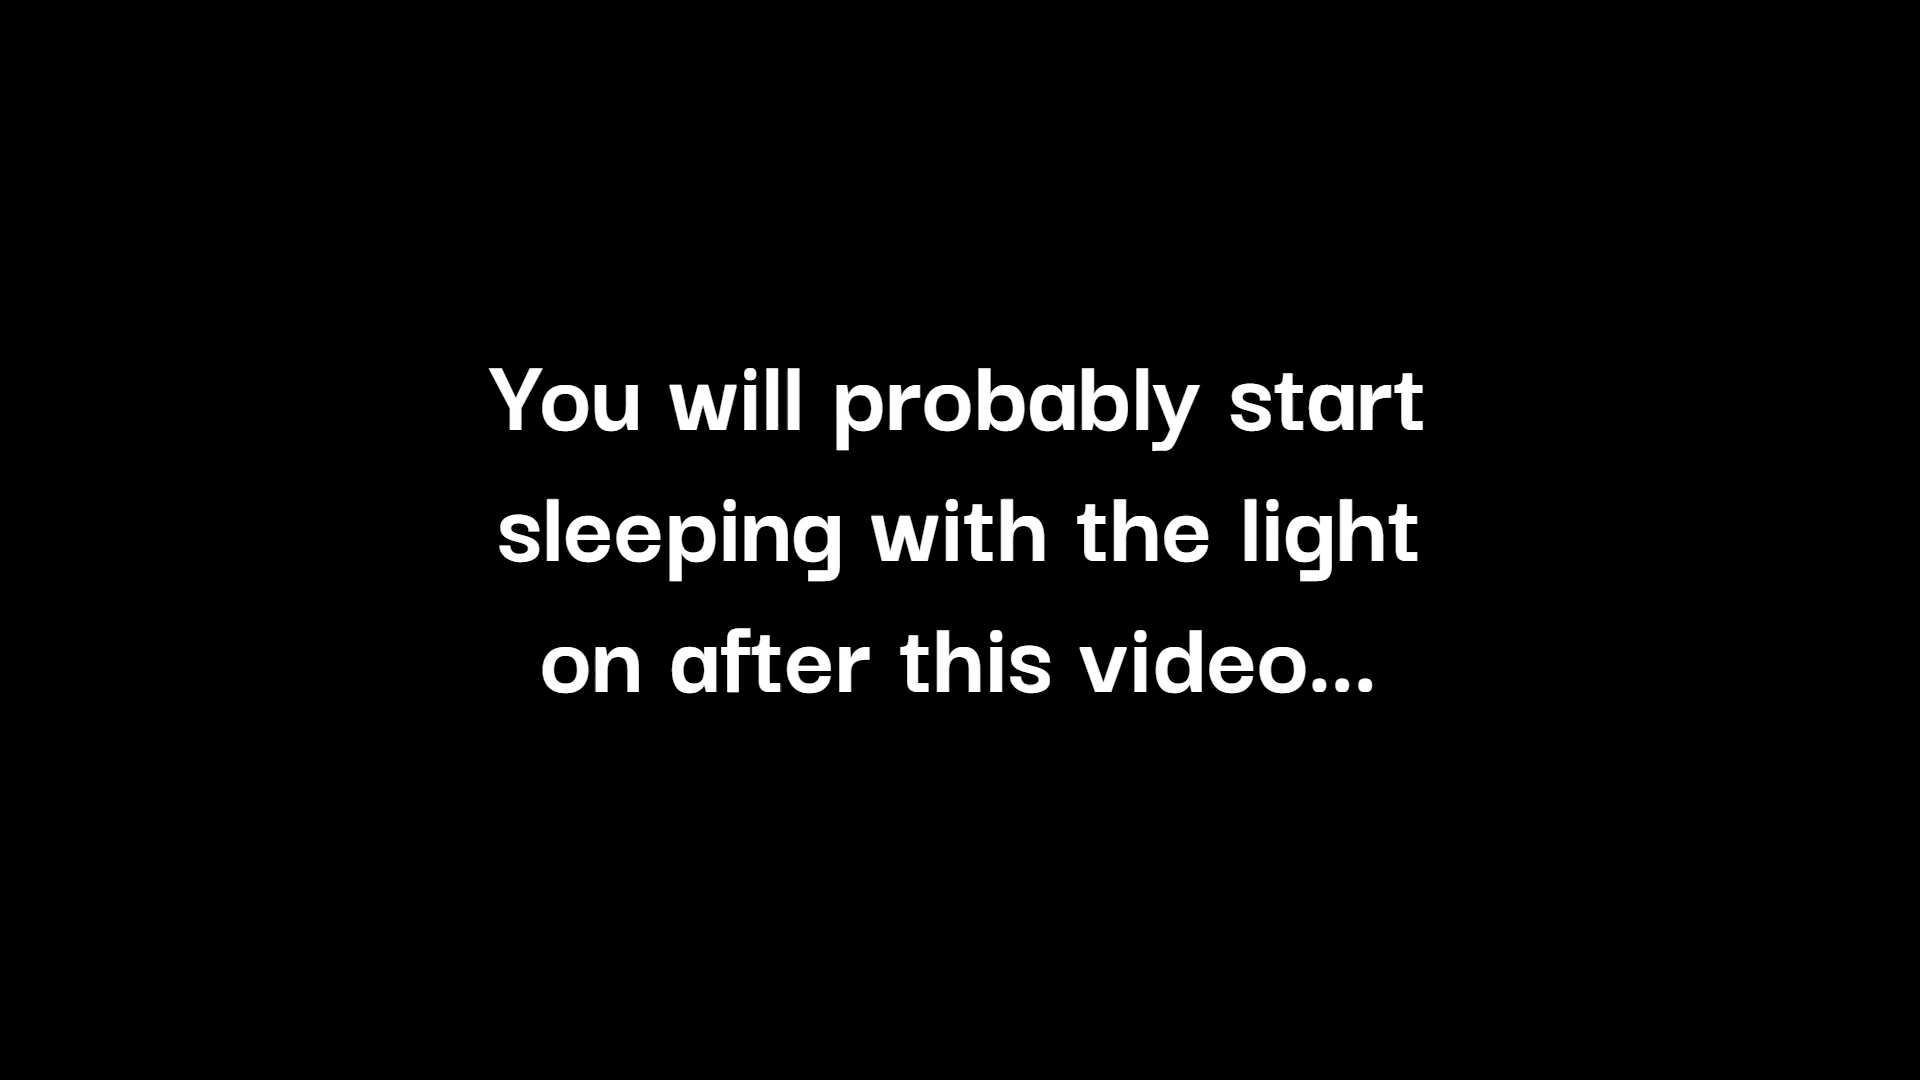 You will probably start
sleeping with the light
on after this video...